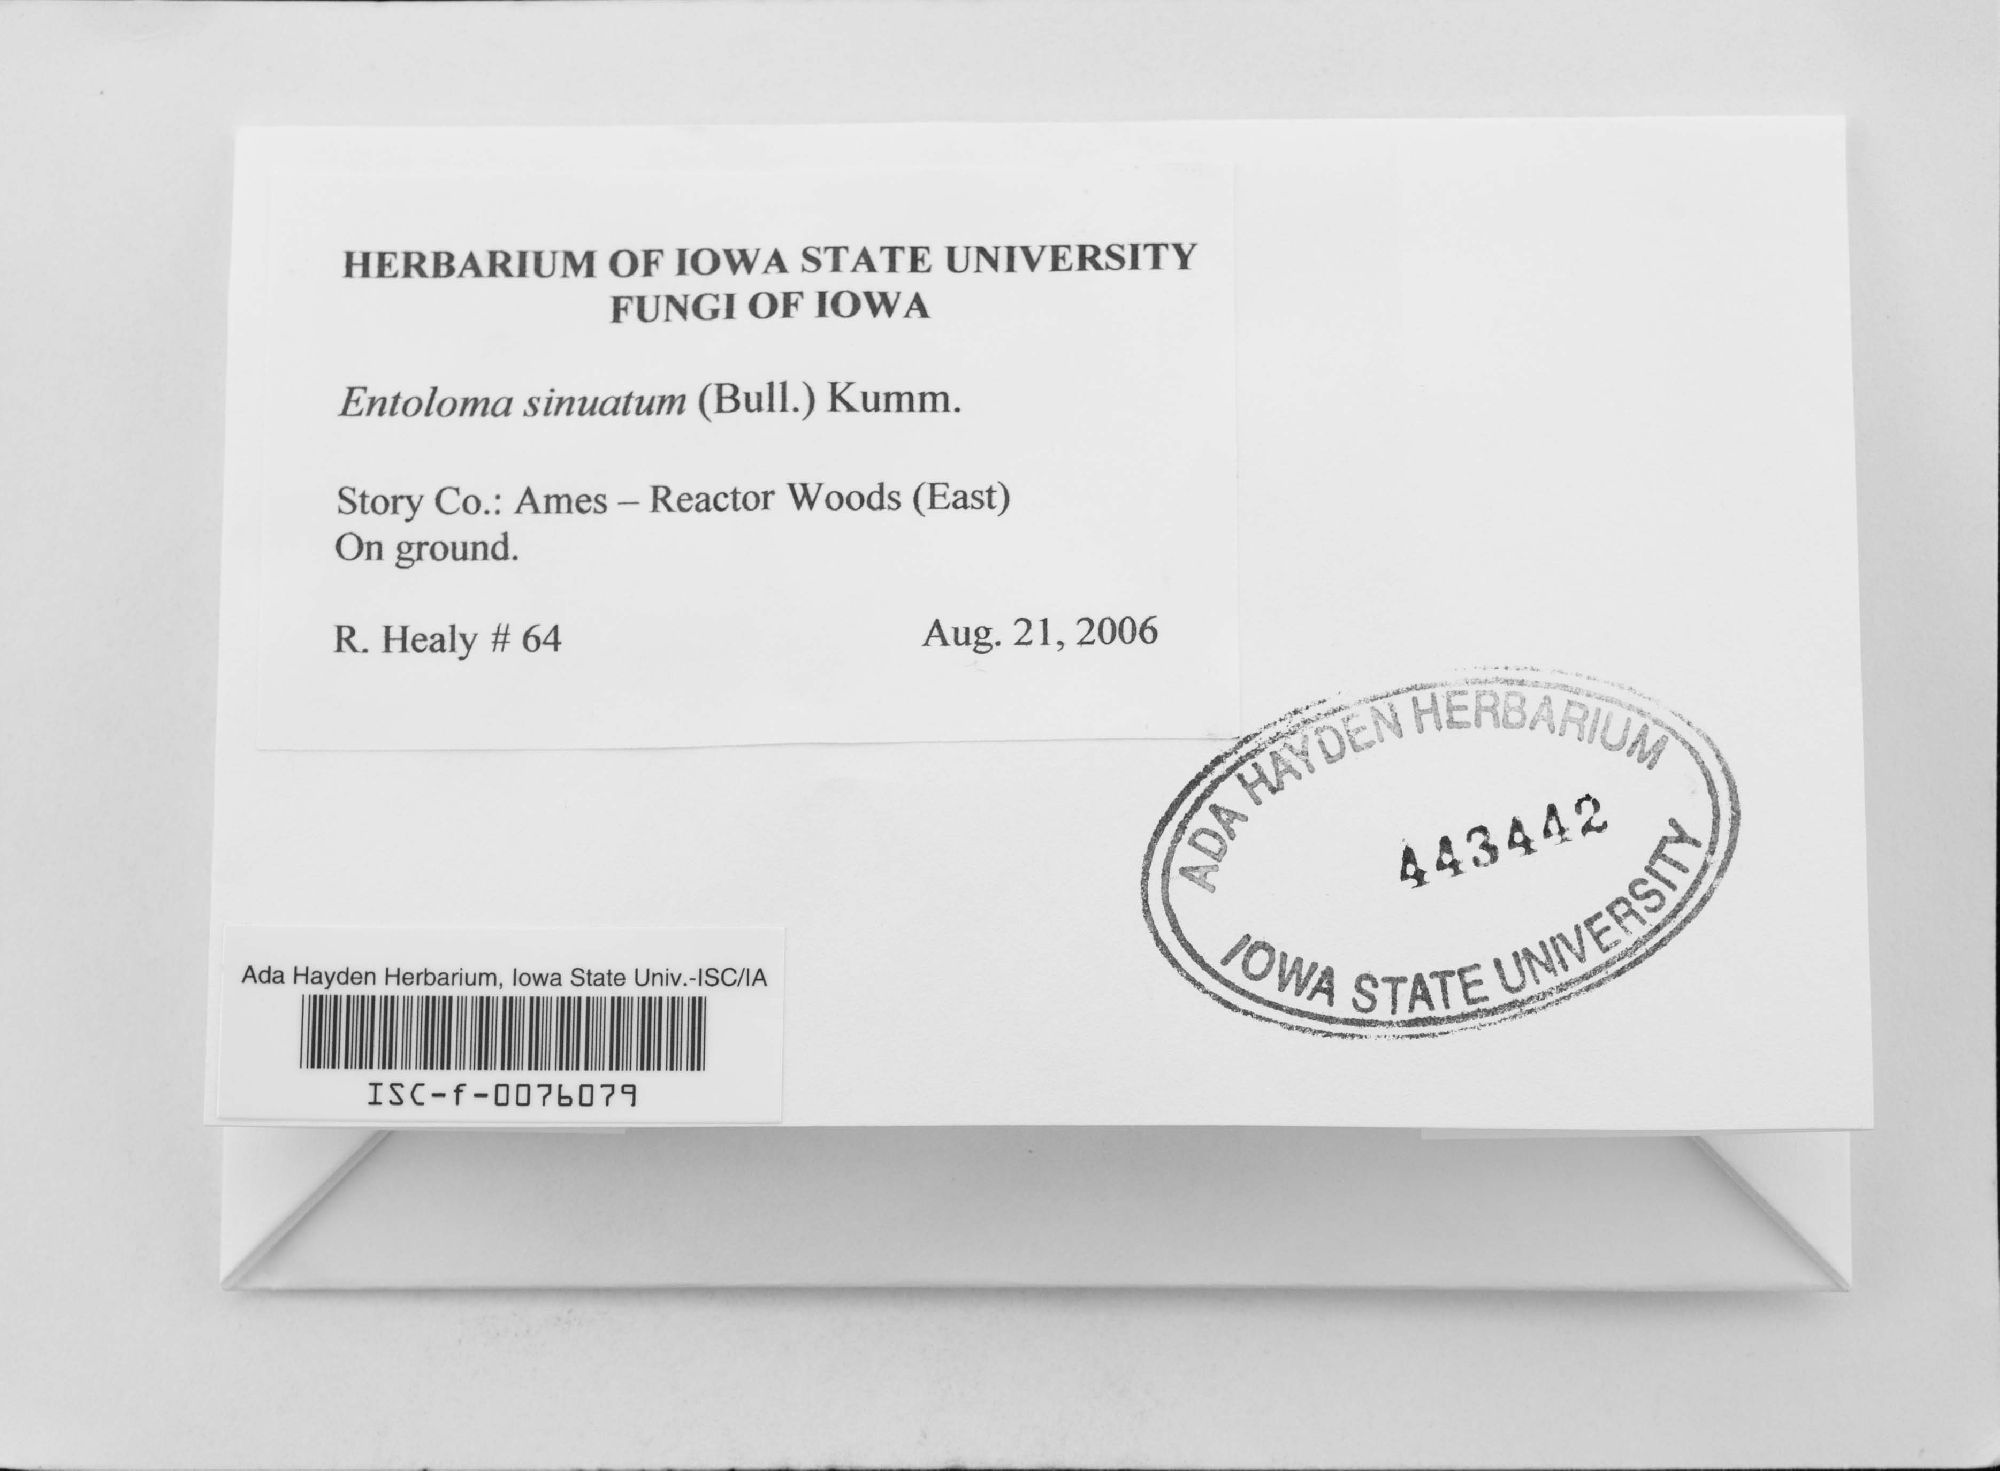 HERBARIUM OF IOWA STATE UNIVERSITY
FUNGI OF IOWA
Entoloma sinuatum (Bull.) Kumm.
Story Co.: Ames – Reactor Woods (East)
On ground.
R. Healy # 64 Aug. 21, 2006
ADA HAYDEN HERBARIUM
443442
IOWA STATE UNIVERSITY
Ada Hayden Herbarium, Iowa State Univ.-ISC/IA
ISC-f-0076079